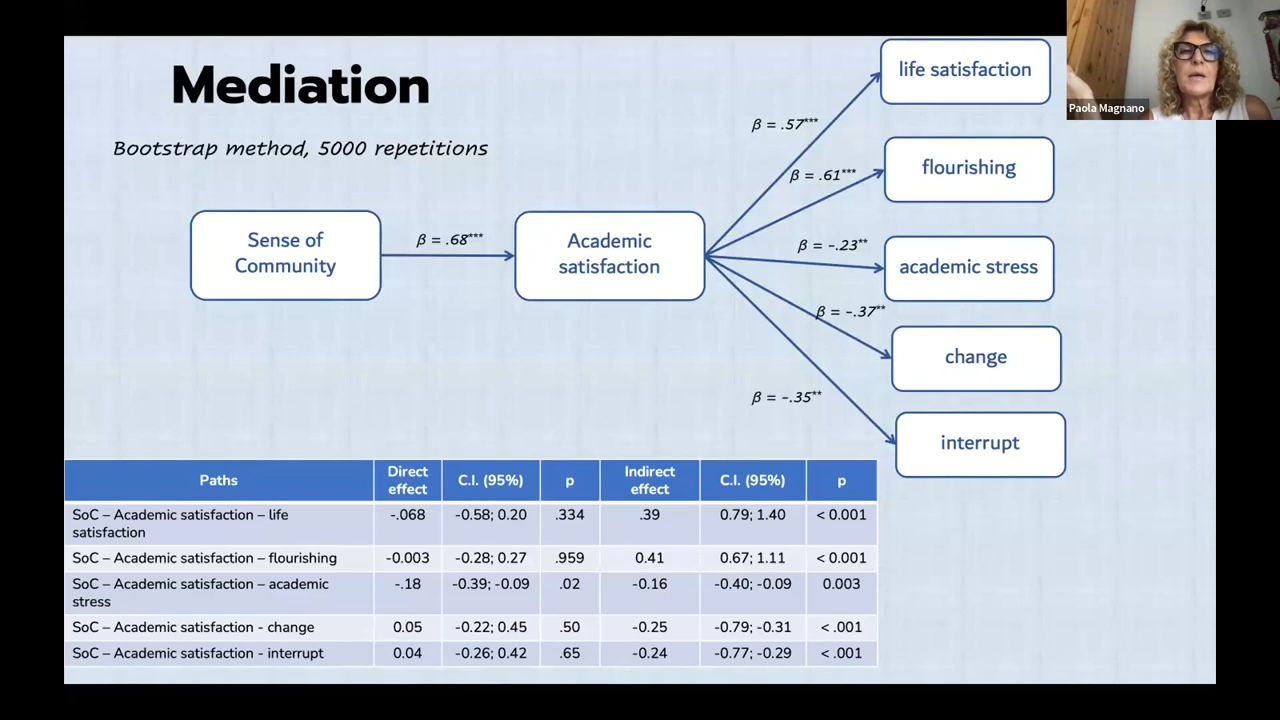 Mediation
Bootstrap method, 5000 repetitions
Paola Magnano
Sense of
Community
β = .68***
Academic
satisfaction
β = .57***
life satisfaction
β = .61***
flourishing
β = -.23**
academic stress
β = -.37**
change
β = -.35**
interrupt
Paths Direct effect C.I. (95%) p Indirect effect C.I. (95%) p
SoC – Academic satisfaction – life -.068 -0.58; 0.20 .334 .39 0.79; 1.40 < 0.001
satisfaction
SoC – Academic satisfaction – flourishing -0.003 -0.28; 0.27 .959 0.41 0.67; 1.11 < 0.001
SoC – Academic satisfaction – academic -.18 -0.39; -0.09 .02 -0.16 -0.40; -0.09 0.003
stress
SoC – Academic satisfaction - change 0.05 -0.22; 0.45 .50 -0.25 -0.79; -0.31 < .001
SoC – Academic satisfaction - interrupt 0.04 -0.26; 0.42 .65 -0.24 -0.77; -0.29 < .001